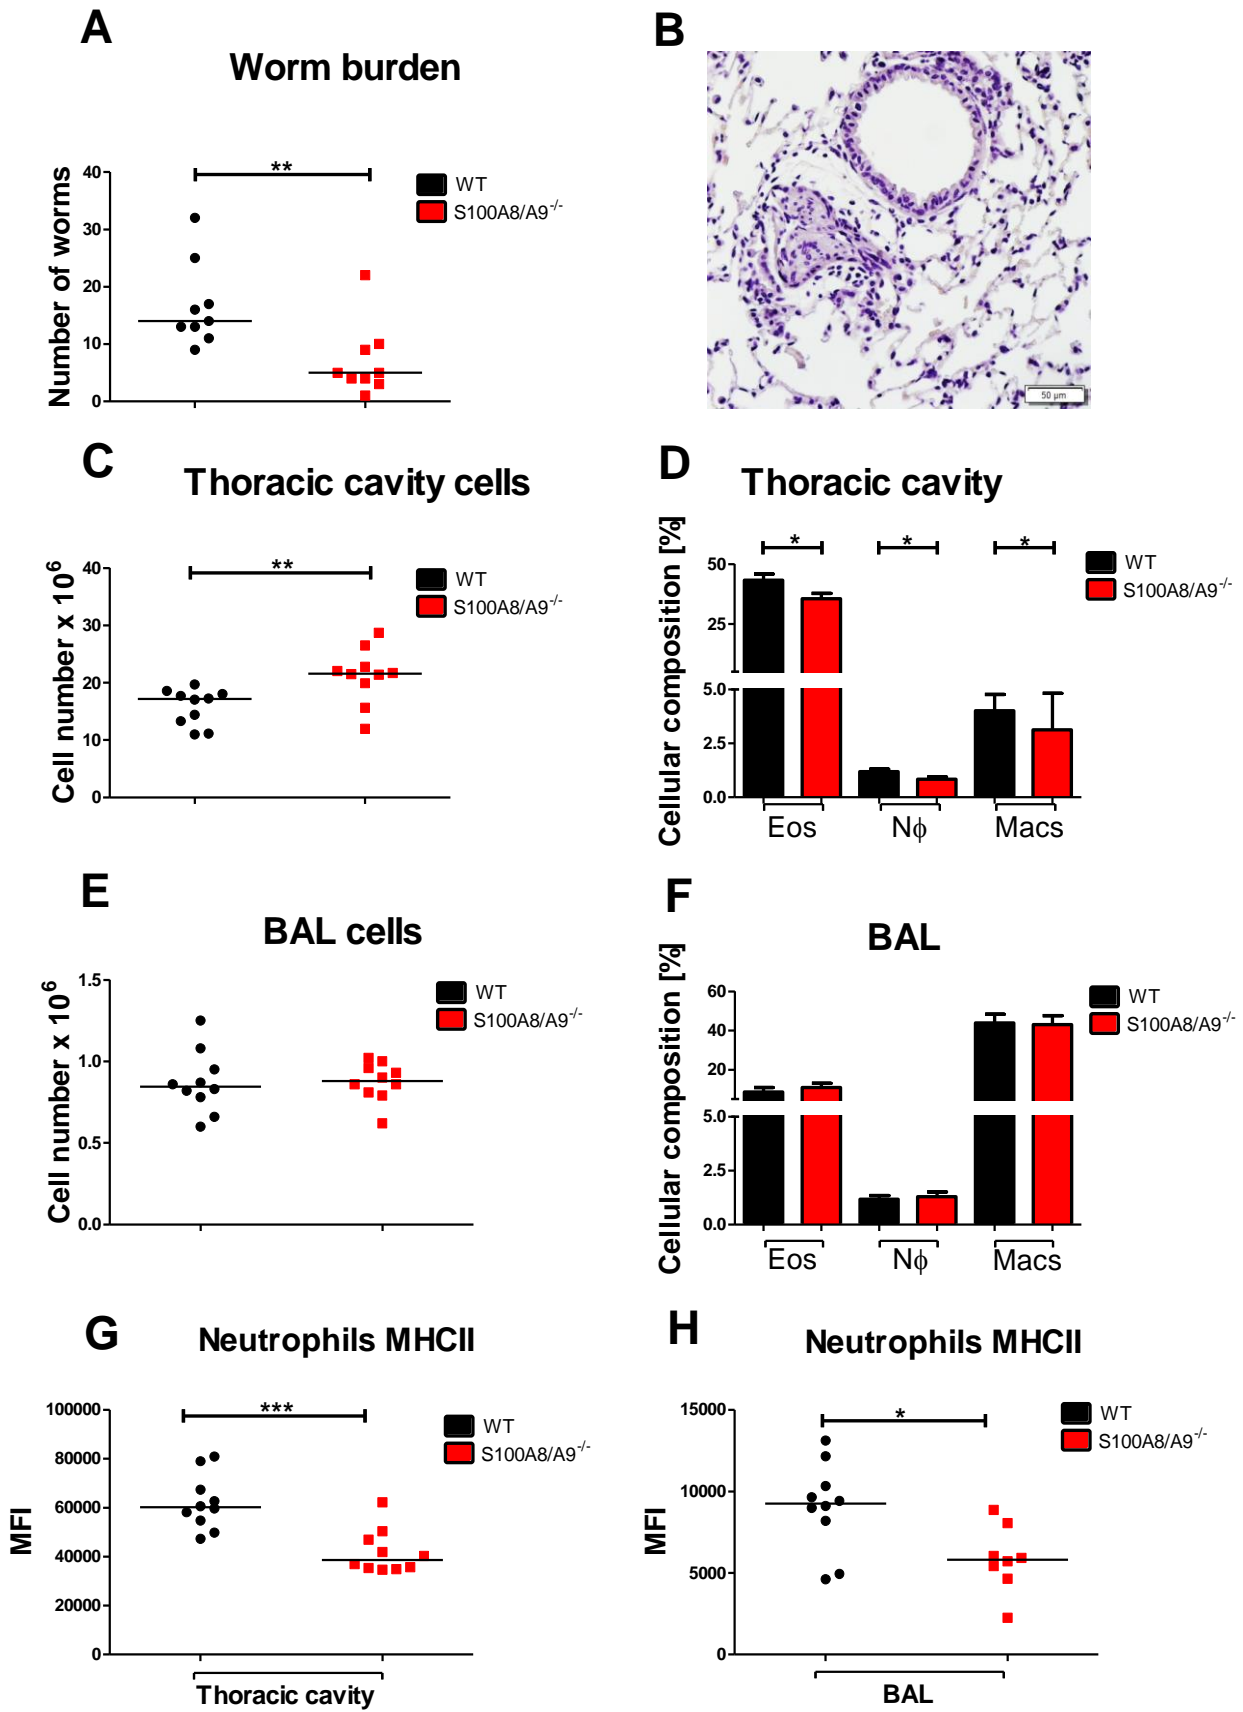 A
Worm burden
**
Number of worms
40
30
20
10
0
WT
S100A8/A9-/-
B
50 µm
C
Thoracic cavity cells
**
Cell number x 10^6
40
30
20
10
0
WT
S100A8/A9-/-
D
Thoracic cavity
* * *
Cellular composition [%]
50
25
5.0
2.5
0.0
Eos Nϕ Macs
WT
S100A8/A9-/-
E
BAL cells
Cell number x 10^6
1.5
1.0
0.5
0.0
WT
S100A8/A9-/-
F
BAL
Cellular composition [%]
60
40
20
5.0
2.5
0.0
Eos Nϕ Macs
WT
S100A8/A9-/-
G
Neutrophils MHCII
***
MFI
100000
80000
60000
40000
20000
0
Thoracic cavity
WT
S100A8/A9-/-
H
Neutrophils MHCII
*
MFI
15000
10000
5000
0
BAL
WT
S100A8/A9-/-